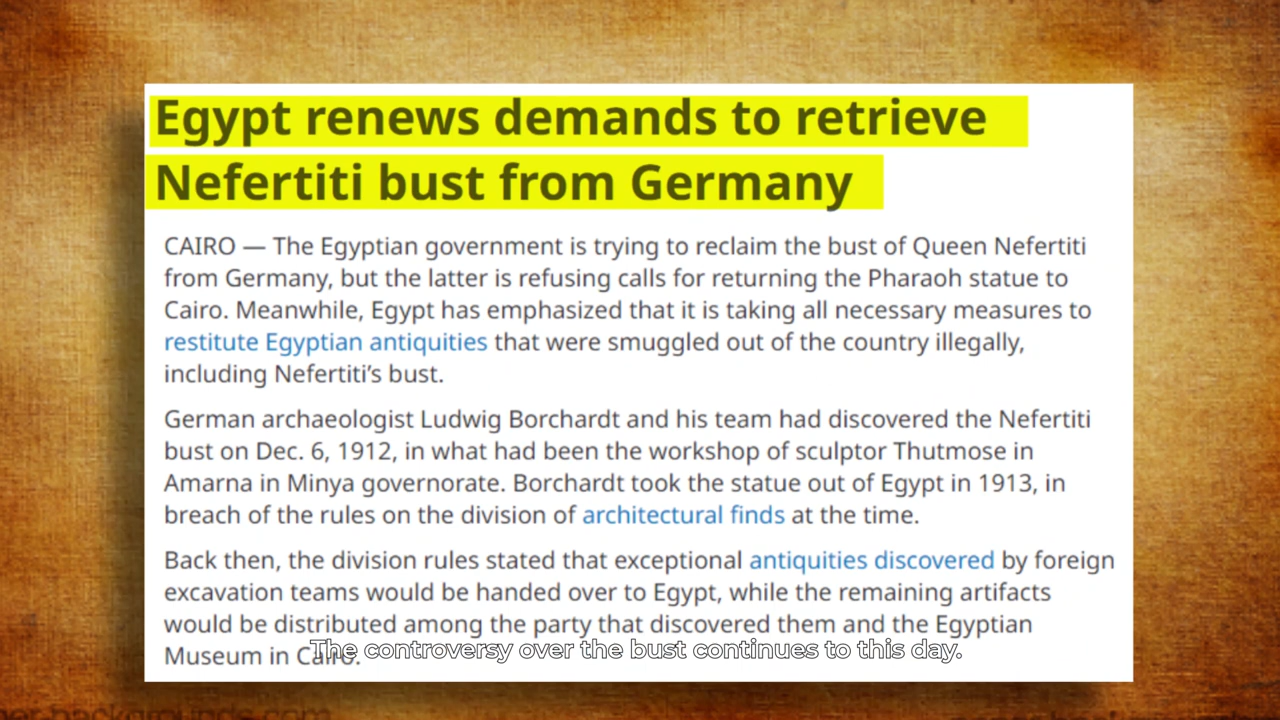 Egypt renews demands to retrieve
Nefertiti bust from Germany
CAIRO — The Egyptian government is trying to reclaim the bust of Queen Nefertiti
from Germany, but the latter is refusing calls for returning the Pharaoh statue to
Cairo. Meanwhile, Egypt has emphasized that it is taking all necessary measures to
restitute Egyptian antiquities that were smuggled out of the country illegally,
including Nefertiti’s bust.
German archaeologist Ludwig Borchardt and his team had discovered the Nefertiti
bust on Dec. 6, 1912, in what had been the workshop of sculptor Thutmose in
Amarna in Minya governorate. Borchardt took the statue out of Egypt in 1913, in
breach of the rules on the division of architectural finds at the time.
Back then, the division rules stated that exceptional antiquities discovered by foreign
excavation teams would be handed over to Egypt, while the remaining artifacts
would be distributed among the party that discovered them and the Egyptian
Museum in Cairo.
The controversy over the bust continues to this day.